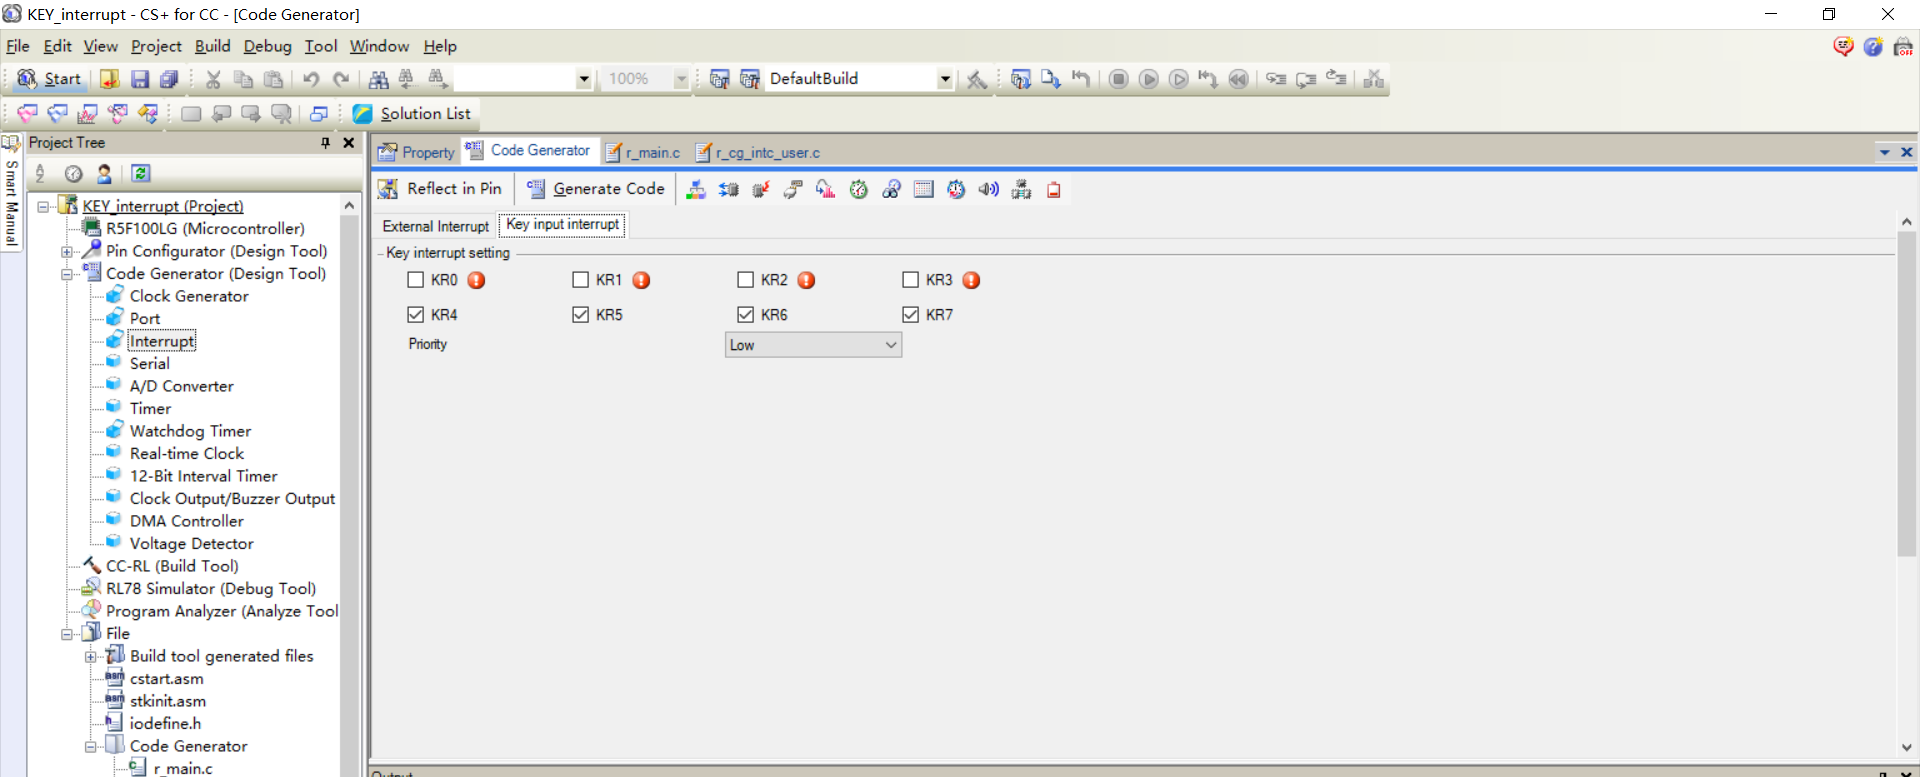 KEY_interrupt - CS+ for CC - [Code Generator]
File Edit View Project Build Debug Tool Window Help
Start 100% DefaultBuild
Solution List
Smart Manual
Project Tree
KEY_interrupt (Project)
R5F100LG (Microcontroller)
Pin Configurator (Design Tool)
Code Generator (Design Tool)
Clock Generator
Port
Interrupt
Serial
A/D Converter
Timer
Watchdog Timer
Real-time Clock
12-Bit Interval Timer
Clock Output/Buzzer Output
DMA Controller
Voltage Detector
CC-RL (Build Tool)
RL78 Simulator (Debug Tool)
Program Analyzer (Analyze Tool
File
Build tool generated files
cstart.asm
stkinit.asm
iodefine.h
Code Generator
r_main.c
Property Code Generator r_main.c r_cg_intc_user.c
Reflect in Pin Generate Code
External Interrupt Key input interrupt
Key interrupt setting
KR0 KR1 KR2 KR3
KR4 KR5 KR6 KR7
Priority Low
Output